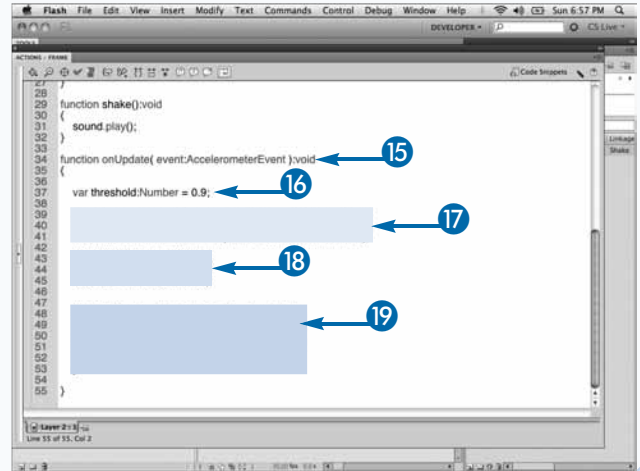 Flash File Edit View Insert Modify Text Commands Control Debug Window Help Sun 6:57 PM
DEVELOPER CS Live
TOOLS
ACTIONS - FRAME
Code Snippets
27 }
28
29 function shake():void
30 {
31 sound.play();
32 }
33
34 function onUpdate( event:AccelerometerEvent ):void 15
35 {
36
37 var threshold:Number = 0.9; 16
38
39
40 17
41
42
43
44 18
45
46
47
48
49 19
50
51
52
53
54
55 }
Linkage
Shake
Layer 2 : 1
Line 55 of 55, Col 2